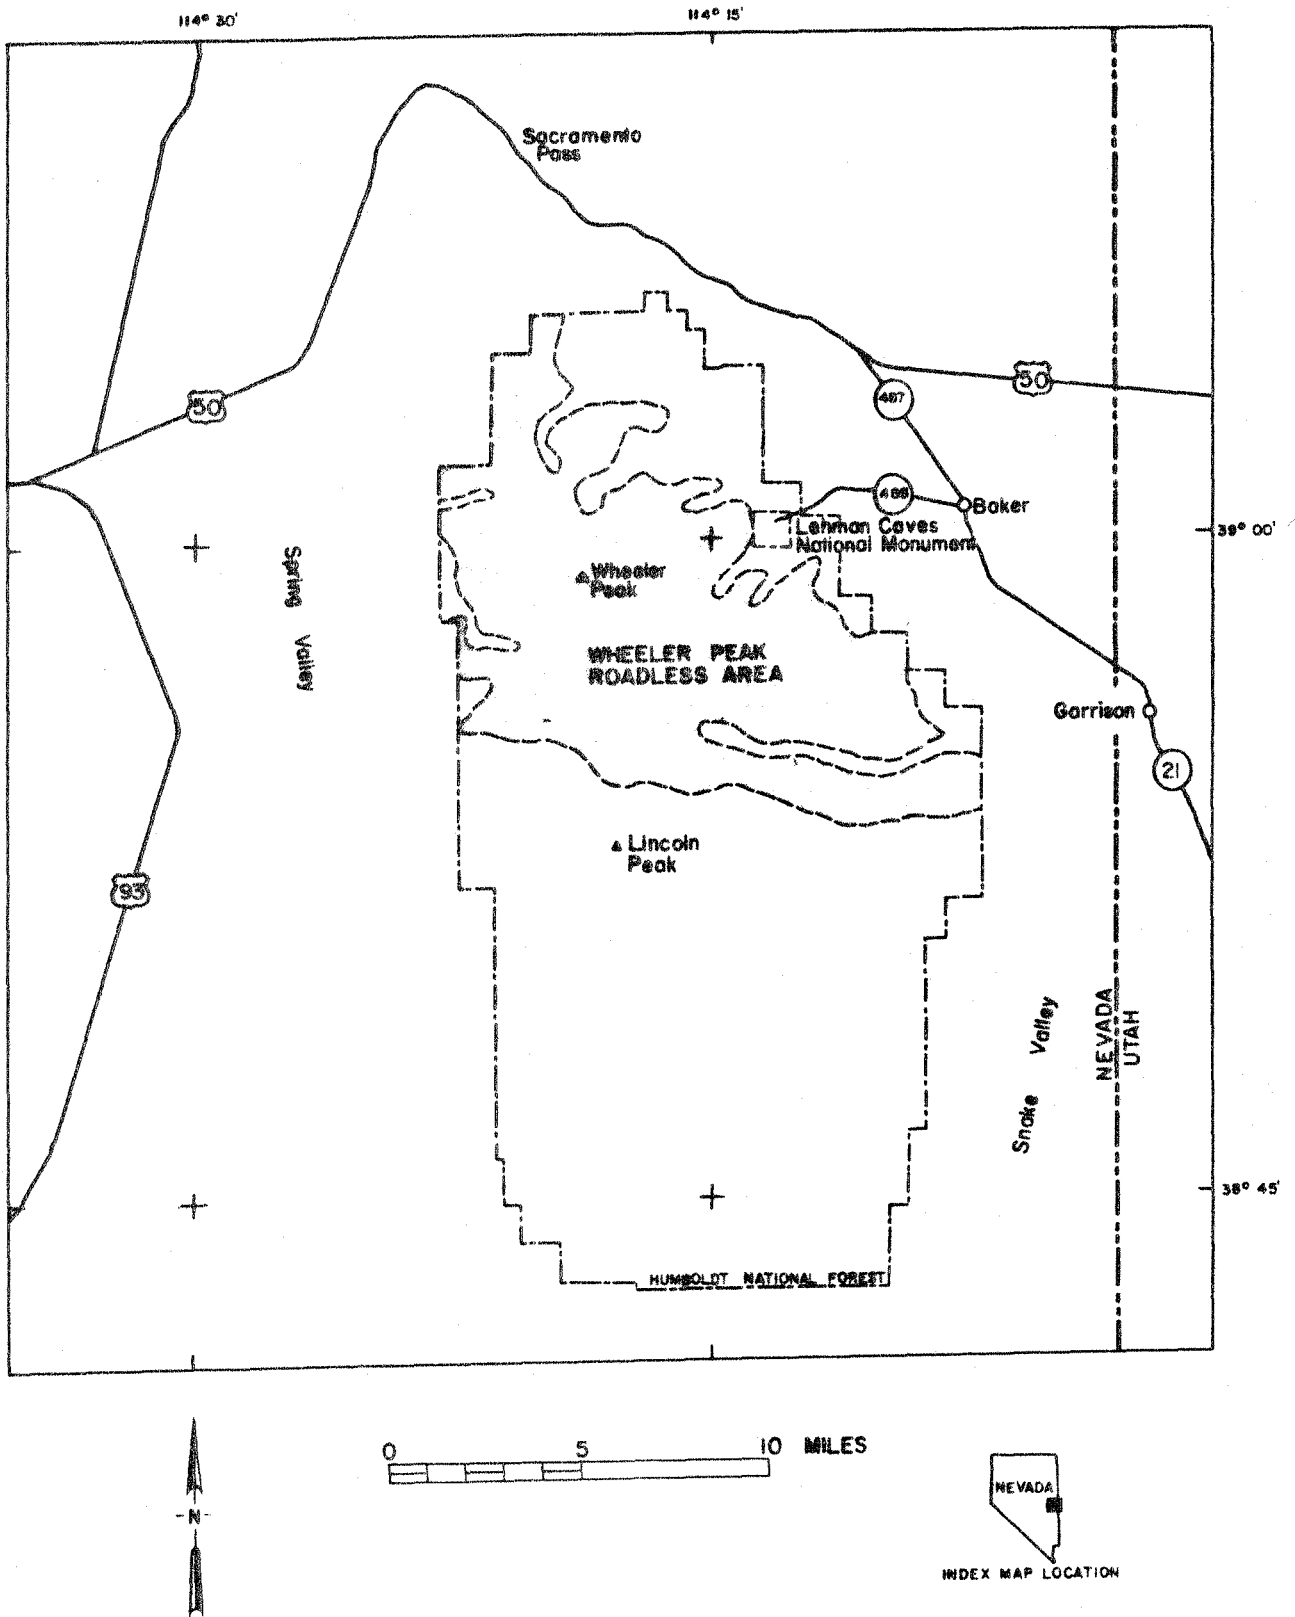 114° 30'
114° 15'
Sacramento
Pass
50
50
487
488
Baker
Lehman Caves
National Monument
39° 00'
Spring Valley
Wheeler
Peak
WHEELER PEAK
ROADLESS AREA
Garrison
21
Lincoln
Peak
93
Snake Valley
NEVADA
UTAH
38° 45'
HUMBOLDT NATIONAL FOREST
0 5 10 MILES
N
NEVADA
INDEX MAP LOCATION